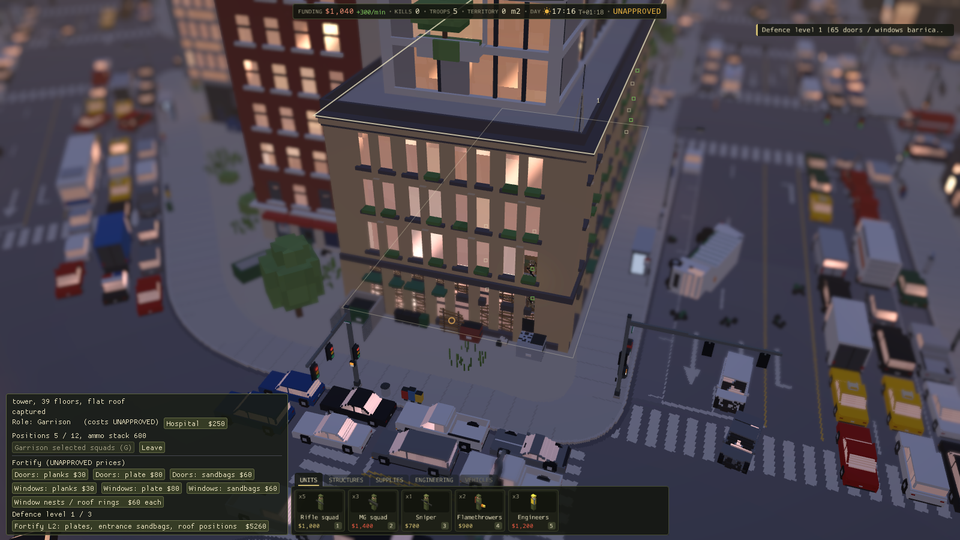 FUNDING $1,040 +300/min · KILLS 0 · TROOPS 5 · TERRITORY 0 m2 · DAY 17:16 T+01:18 · UNAPPROVED
Defence level 1 |65 doors / windows barrica..
tower, 39 floors, flat roof
captured
Role: Garrison (costs UNAPPROVED) Hospital $250
Positions 5 / 12, ammo stack 600
Garrison selected squads (G) Leave
Fortify (UNAPPROVED prices)
Doors: planks $30 Doors: plate $80 Doors: sandbags $60
Windows: planks $30 Windows: plate $80 Windows: sandbags $60
Window nests / roof rings $60 each
Defence level 1 / 3
Fortify L2: plates, entrance sandbags, roof positions $5260
UNITS STRUCTURES SUPPLIES ENGINEERING
x5 x3 x1 x2 x3
Rifle squad MG squad Sniper Flamethrowers Engineers
$1,000 1 $1,400 2 $700 3 $900 4 $1,200 5